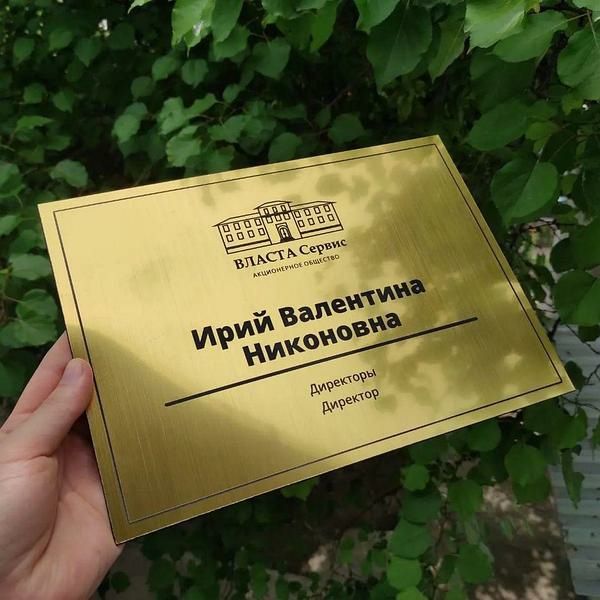 ВЛАСТА Сервис
АКЦИОНЕРНОЕ ОБЩЕСТВО
Ирий Валентина
Никоновна
Директоры
Директор